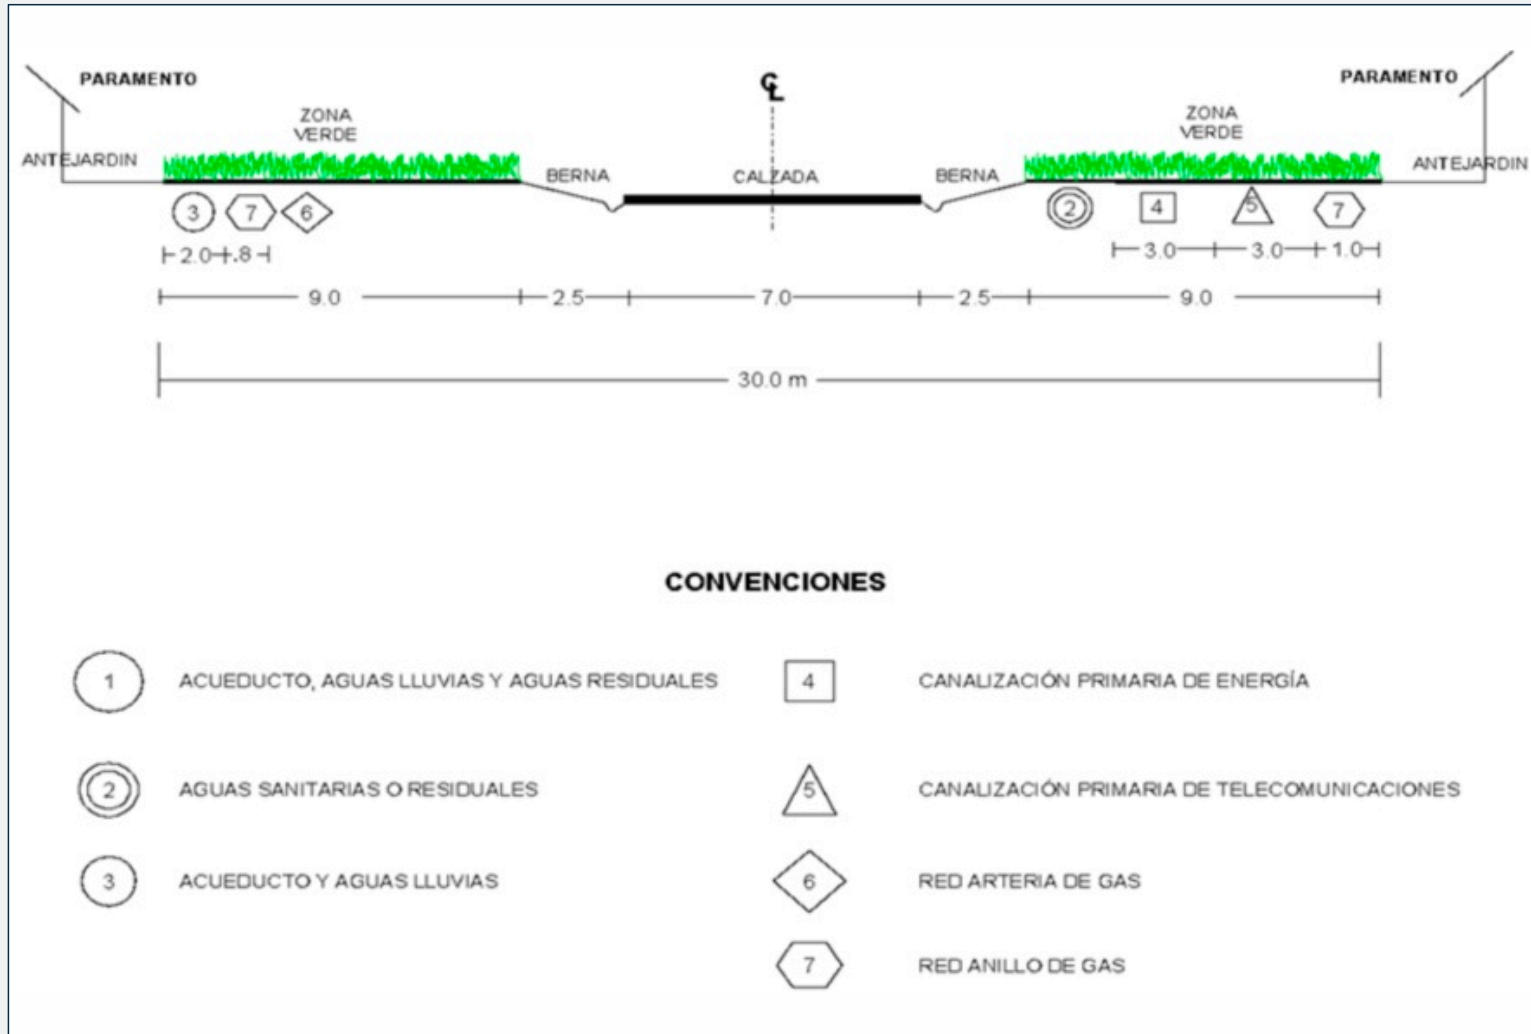 PARAMENTO
CL
PARAMENTO
ZONA
VERDE
ZONA
VERDE
ANTEJARDIN
BERNA
CALZADA
BERNA
ANTEJARDIN
3 7 6
2 4 5 7
2.0 .8
3.0 3.0 1.0
9.0 2.5 7.0 2.5 9.0
30.0 m
CONVENCIONES
1 ACUEDUCTO, AGUAS LLUVIAS Y AGUAS RESIDUALES
4 CANALIZACIÓN PRIMARIA DE ENERGÍA
2 AGUAS SANITARIAS O RESIDUALES
5 CANALIZACIÓN PRIMARIA DE TELECOMUNICACIONES
3 ACUEDUCTO Y AGUAS LLUVIAS
6 RED ARTERIA DE GAS
7 RED ANILLO DE GAS